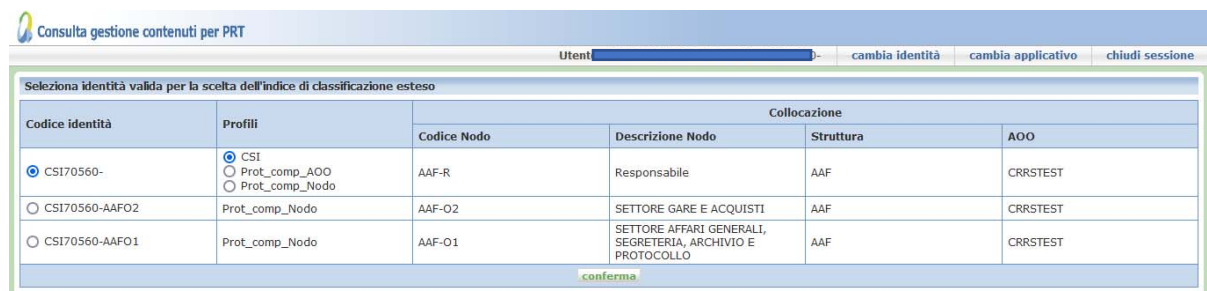 Consulta gestione contenuti per PRT
cambia identità cambia applicativo chiudi sessione
Seleziona identità valida per la scelta dell'indice di classificazione esteso
Codice identità Profili Collocazione
Codice Nodo Descrizione Nodo Struttura AOO
CSI70560- CSI AAF-R Responsabile AAF CRRSTEST
Prot_comp_AOO
Prot_comp_Nodo
CSI70560-AAFO2 Prot_comp_Nodo AAF-O2 SETTORE GARE E ACQUISTI AAF CRRSTEST
CSI70560-AAFO1 Prot_comp_Nodo AAF-O1 SETTORE AFFARI GENERALI, AAF CRRSTEST
SEGRETERIA, ARCHIVIO E
PROTOCOLLO
conferma